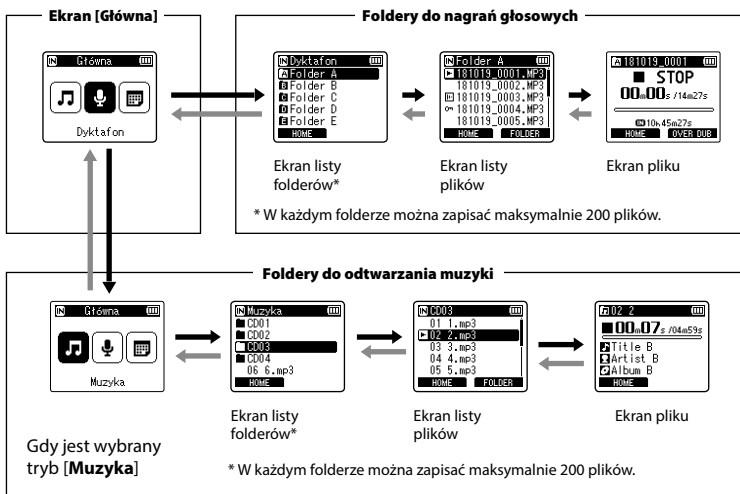 Ekran [Główna]
Główna
Dyktafon
Foldery do nagrań głosowych
Dyktafon
Folder A
Folder B
Folder C
Folder D
Folder E
HOME
Ekran listy
folderów*
Folder A
181019_0001.MP3
181019_0002.MP3
181019_0003.MP3
181019_0004.MP3
181019_0005.MP3
HOME FOLDER
Ekran listy
plików
181019_0001
STOP
00m00s /14m27s
10h45m27s
HOME OVER DUB
Ekran pliku
* W każdym folderze można zapisać maksymalnie 200 plików.
Foldery do odtwarzania muzyki
Główna
Muzyka
Gdy jest wybrany
tryb [Muzyka]
Muzyka
CD01
CD02
CD03
CD04
06 6.mp3
HOME
Ekran listy
folderów*
CD03
01 1.mp3
02 2.mp3
03 3.mp3
04 4.mp3
05 5.mp3
HOME FOLDER
Ekran listy
plików
02 2
00m07s /04m59s
Title B
Artist B
Album B
HOME
Ekran pliku
* W każdym folderze można zapisać maksymalnie 200 plików.